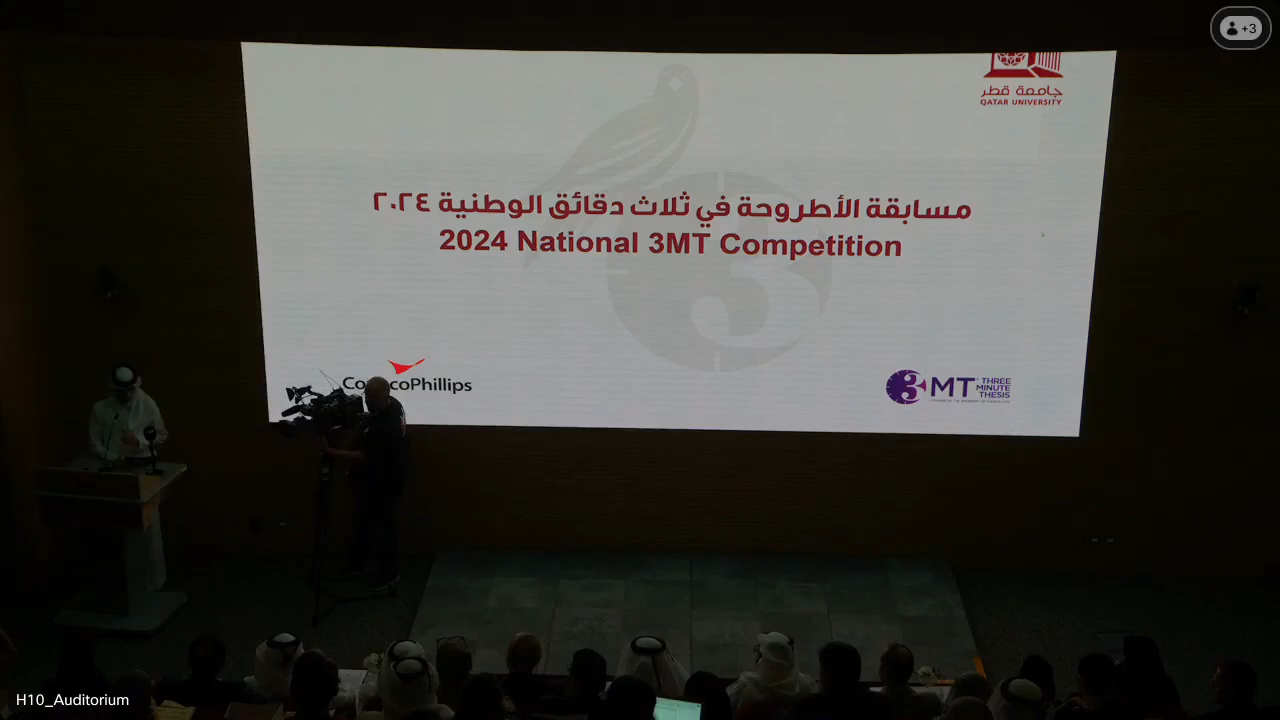 +3
جامعة قطر
QATAR UNIVERSITY
مسابقة الأطروحة في ثلاث دقائق الوطنية ٢٠٢٤
2024 National 3MT Competition
3MT THREE
MINUTE
THESIS
H10_Auditorium